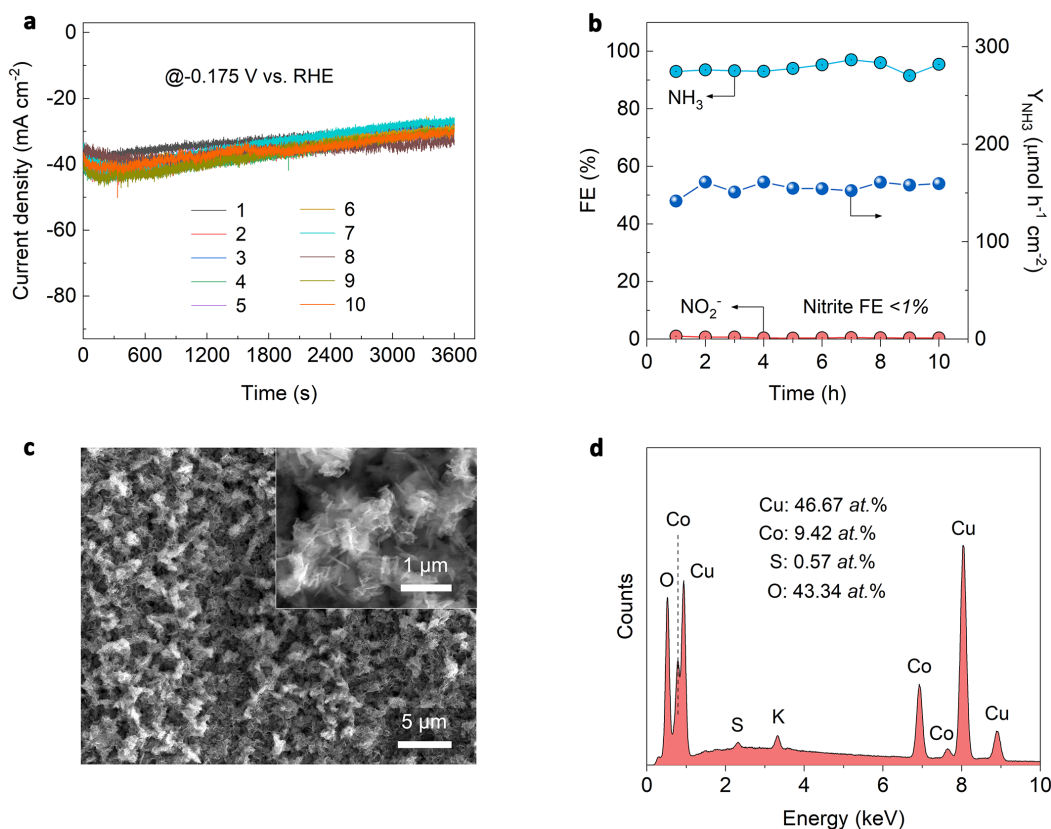 a
@-0.175 V vs. RHE
Current density (mA cm⁻²)
0
-20
-40
-60
-80
1
2
3
4
5
6
7
8
9
10
0
600
1200
1800
2400
3000
3600
Time (s)
b
FE (%)
100
80
60
40
20
0
NH₃
NO₂⁻
Nitrite FE <1%
300
200
100
0
Y_NH3 (μmol h⁻¹ cm⁻²)
0
2
4
6
8
10
Time (h)
c
1 μm
5 μm
d
Counts
Cu: 46.67 at.%
Co: 9.42 at.%
S: 0.57 at.%
O: 43.34 at.%
O
Co
Cu
S
K
Co
Co
Cu
Cu
0
2
4
6
8
10
Energy (keV)